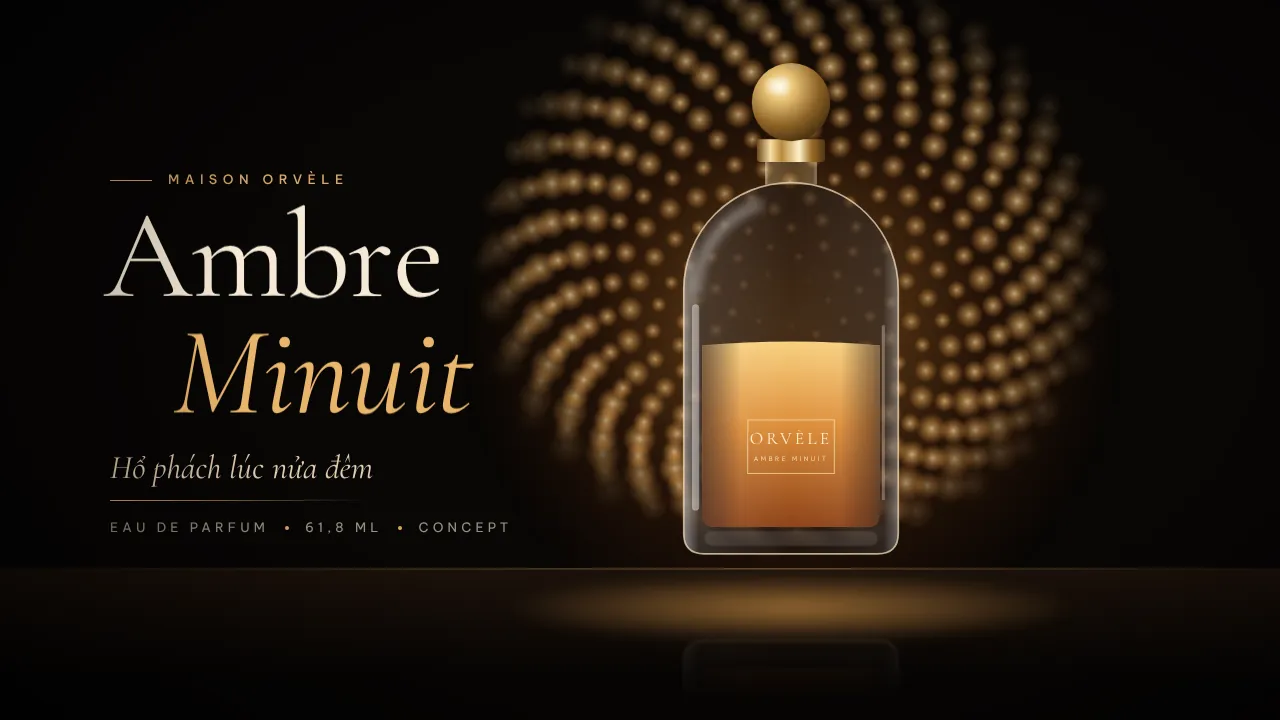 MAISON ORVÈLE
Ambre
Minuit
Hổ phách lúc nửa đêm
EAU DE PARFUM • 61,8 ML • CONCEPT
ORVÈLE
AMBRE MINUIT